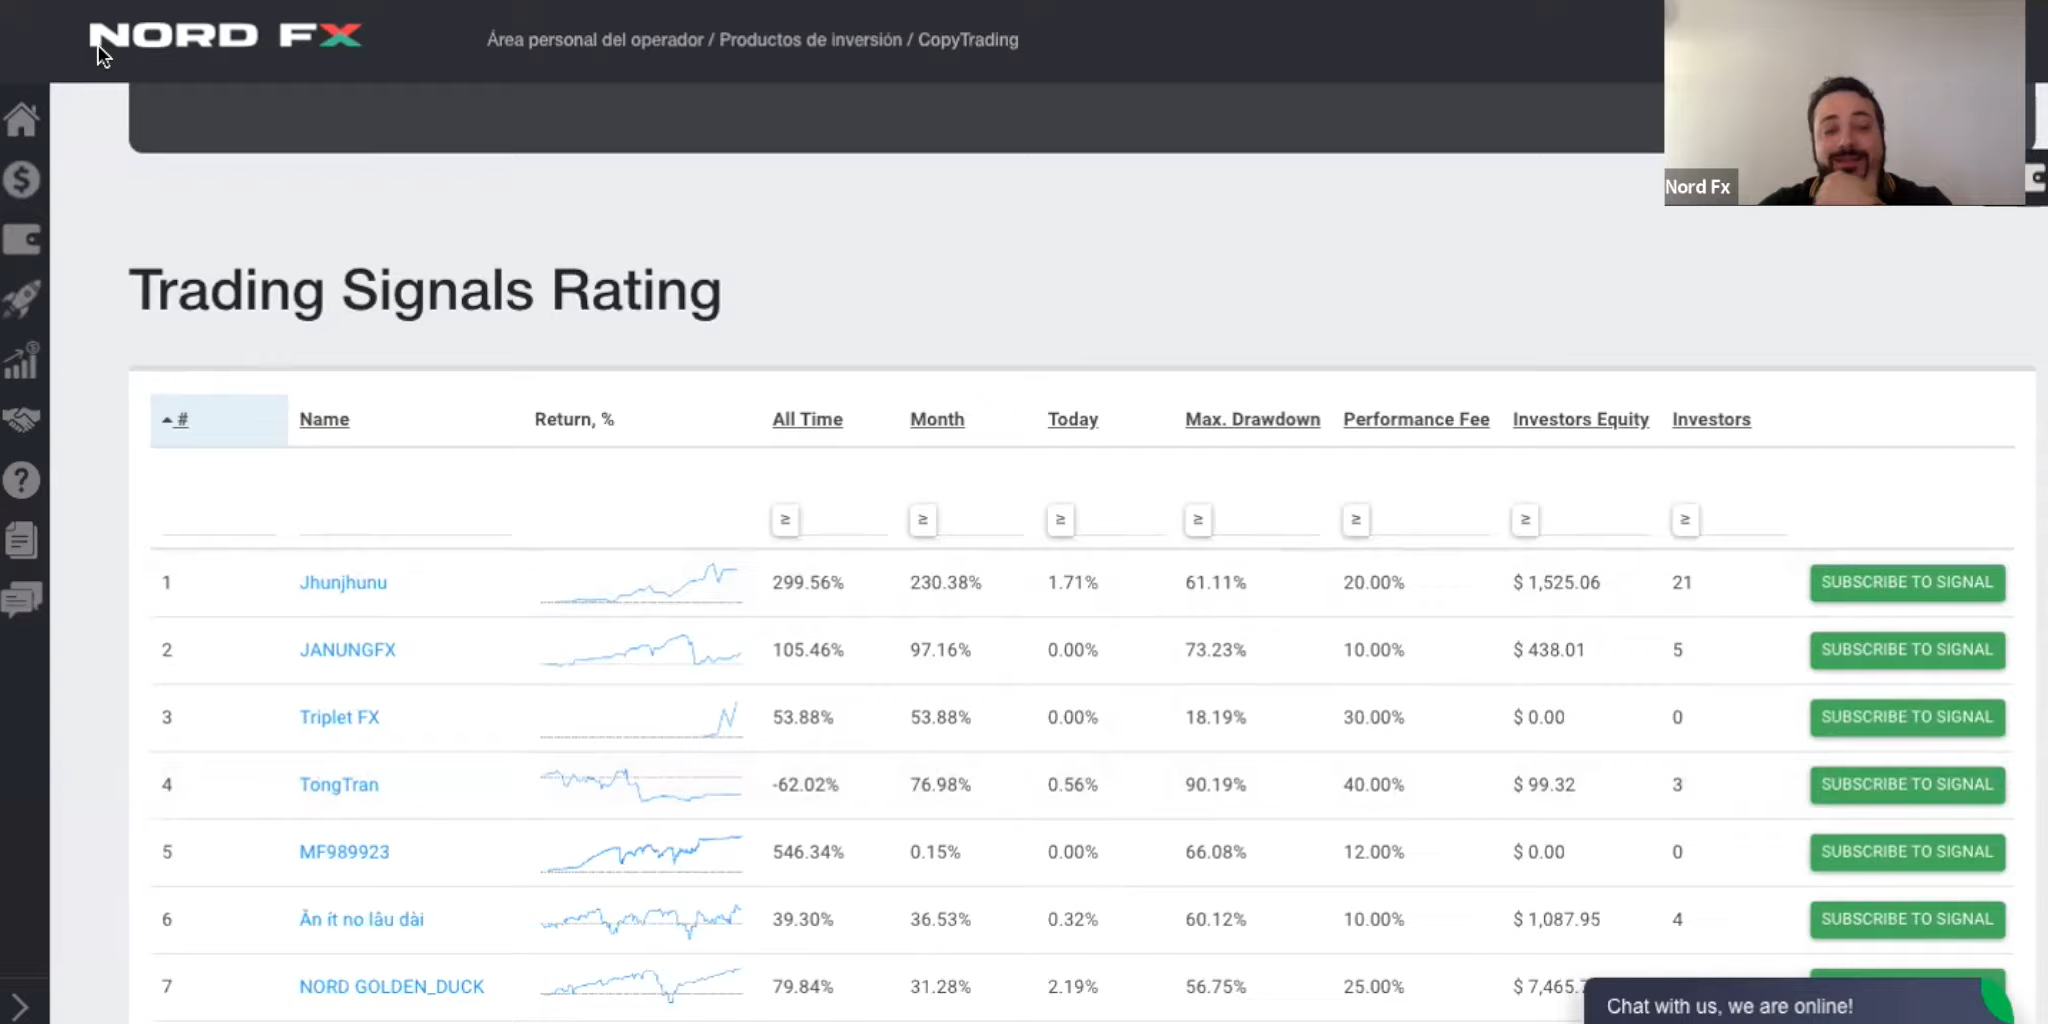 NORD FX
Área personal del operador / Productos de inversión / CopyTrading
Nord Fx
Trading Signals Rating
# Name Return, % All Time Month Today Max. Drawdown Performance Fee Investors Equity Investors
≥ ≥ ≥ ≥ ≥ ≥ ≥
1 Jhunjhunu 299.56% 230.38% 1.71% 61.11% 20.00% $ 1,525.06 21 SUBSCRIBE TO SIGNAL
2 JANUNGFX 105.46% 97.16% 0.00% 73.23% 10.00% $ 438.01 5 SUBSCRIBE TO SIGNAL
3 Triplet FX 53.88% 53.88% 0.00% 18.19% 30.00% $ 0.00 0 SUBSCRIBE TO SIGNAL
4 TongTran -62.02% 76.98% 0.56% 90.19% 40.00% $ 99.32 3 SUBSCRIBE TO SIGNAL
5 MF989923 546.34% 0.15% 0.00% 66.08% 12.00% $ 0.00 0 SUBSCRIBE TO SIGNAL
6 Ăn ít no lâu dài 39.30% 36.53% 0.32% 60.12% 10.00% $ 1,087.95 4 SUBSCRIBE TO SIGNAL
7 NORD GOLDEN_DUCK 79.84% 31.28% 2.19% 56.75% 25.00% $ 7,465.
Chat with us, we are online!